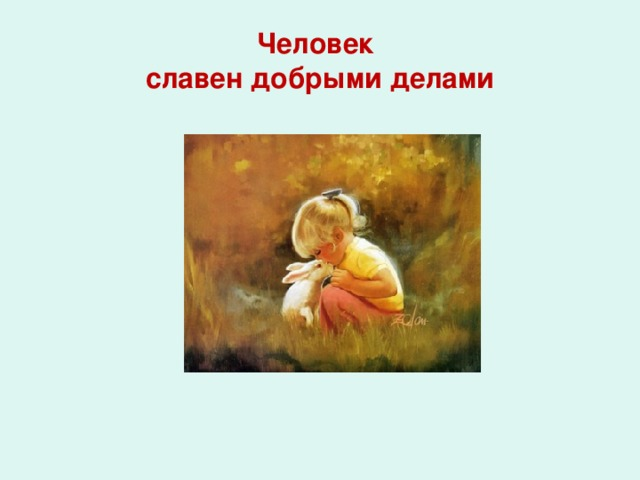 Человек
славен добрыми делами